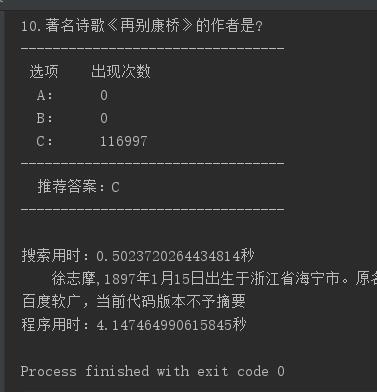 10.著名诗歌《再别康桥》的作者是?
---------------------------------
选项 出现次数
A: 0
B: 0
C: 116997
---------------------------------
推荐答案：C
---------------------------------
搜索用时：0.5023720264434814秒
徐志摩,1897年1月15日出生于浙江省海宁市。原名
百度软广，当前代码版本不予摘要
程序用时：4.147464990615845秒
Process finished with exit code 0